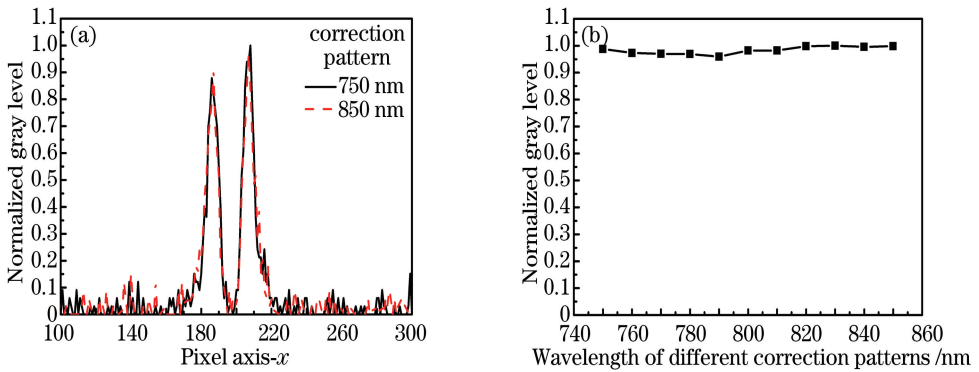 (a)
correction
pattern
750 nm
850 nm
Normalized gray level
1.1
1.0
0.9
0.8
0.7
0.6
0.5
0.4
0.3
0.2
0.1
0
100 140 180 220 260 300
Pixel axis-x
(b)
Normalized gray level
1.1
1.0
0.9
0.8
0.7
0.6
0.5
0.4
0.3
0.2
0.1
0
740 760 780 800 820 840 860
Wavelength of different correction patterns /nm